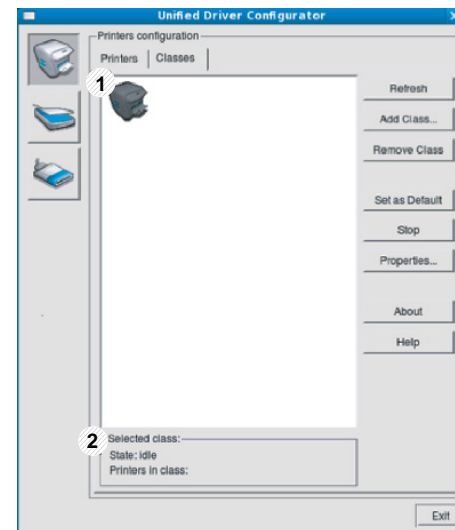 Unified Driver Configurator
Printers configuration
Printers Classes
1
Refresh
Add Class...
Remove Class
Set as Default
Stop
Properties...
About
Help
2 Selected class:
State: idle
Printers in class:
Exit